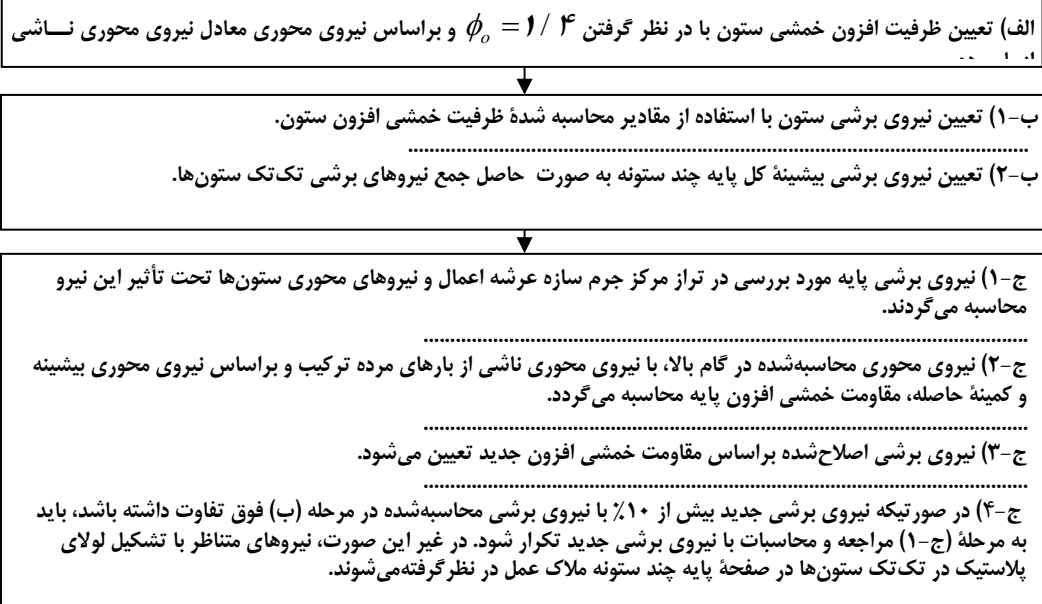 الف) تعیین ظرفیت افزون خمشی ستون با در نظر گرفتن ϕₒ = ۱/۴ و براساس نیروی محوری معادل نیروی محوری نـــاشی
ب-۱) تعیین نیروی برشی ستون با استفاده از مقادیر محاسبه شدۀ ظرفیت خمشی افزون ستون.
ب-۲) تعیین نیروی برشی بیشینۀ کل پایه چند ستونه به صورت حاصل جمع نیروهای برشی تک‌تک ستون‌ها.
ج-۱) نیروی برشی پایه مورد بررسی در تراز مرکز جرم سازه عرشه اعمال و نیروهای محوری ستون‌ها تحت تأثیر این نیرو
محاسبه می‌گردند.
ج-۲) نیروی محوری محاسبه‌شده در گام بالا، با نیروی محوری ناشی از بارهای مرده ترکیب و براساس نیروی محوری بیشینه
و کمینۀ حاصله، مقاومت خمشی افزون پایه محاسبه می‌گردد.
ج-۳) نیروی برشی اصلاح‌شده براساس مقاومت خمشی افزون جدید تعیین می‌شود.
ج-۴) در صورتیکه نیروی برشی جدید بیش از ۱۰٪ با نیروی برشی محاسبه‌شده در مرحله (ب) فوق تفاوت داشته باشد، باید
به مرحلۀ (ج-۱) مراجعه و محاسبات با نیروی برشی جدید تکرار شود. در غیر این صورت، نیروهای متناظر با تشکیل لولای
پلاستیک در تک‌تک ستون‌ها در صفحۀ پایه چند ستونه ملاک عمل در نظرگرفته‌می‌شوند.